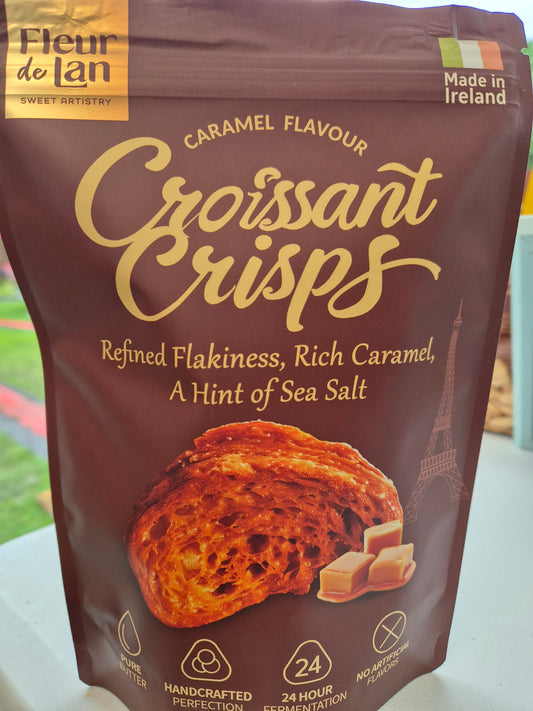 Fleur
de Lan
SWEET ARTISTRY
Made in
Ireland
CARAMEL FLAVOUR
Croissant
Crisps
Refined Flakiness, Rich Caramel,
A Hint of Sea Salt
PURE
BUTTER
HANDCRAFTED
PERFECTION
24
24 HOUR
FERMENTATION
NO ARTIFICIAL
FLAVORS